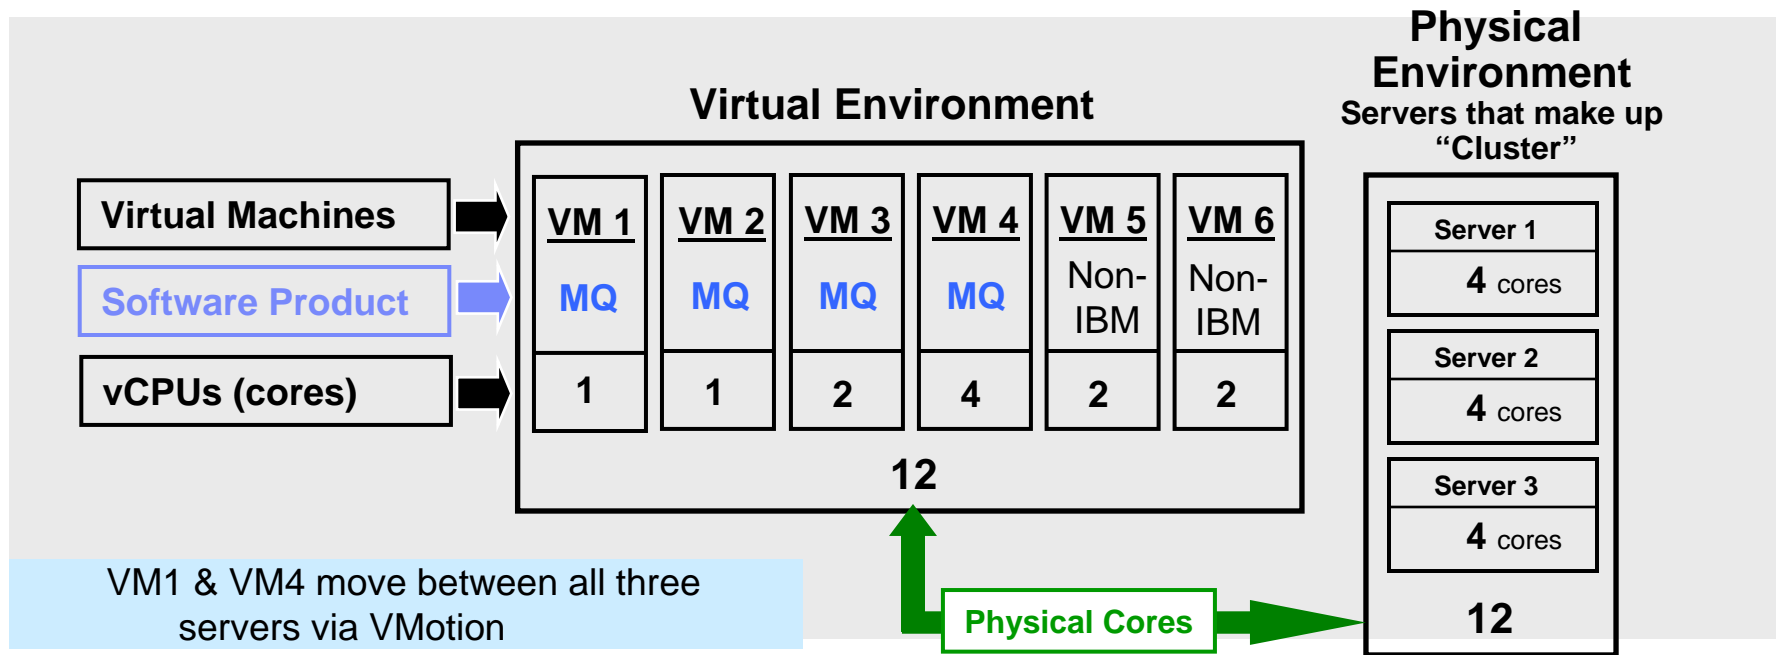 Physical
Environment
Servers that make up
“Cluster”
Virtual Environment
Virtual Machines
Software Product
vCPUs (cores)
VM 1
MQ
1
VM 2
MQ
1
VM 3
MQ
2
VM 4
MQ
4
VM 5
Non-
IBM
2
VM 6
Non-
IBM
2
12
Server 1
4 cores
Server 2
4 cores
Server 3
4 cores
12
Physical Cores
VM1 & VM4 move between all three
servers via VMotion